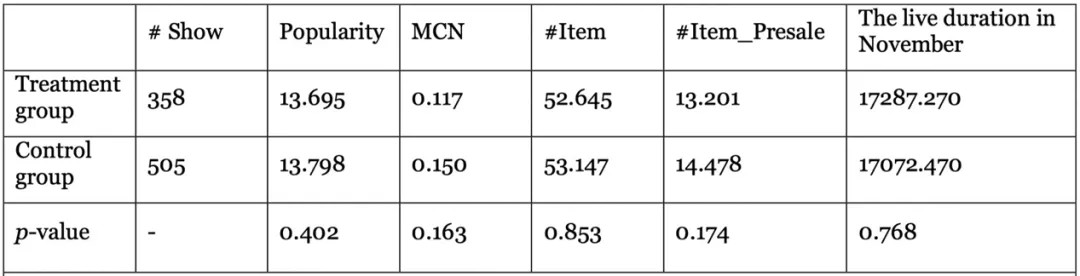 # Show Popularity MCN #Item #Item_Presale The live duration in November
Treatment group 358 13.695 0.117 52.645 13.201 17287.270
Control group 505 13.798 0.150 53.147 14.478 17072.470
p-value - 0.402 0.163 0.853 0.174 0.768